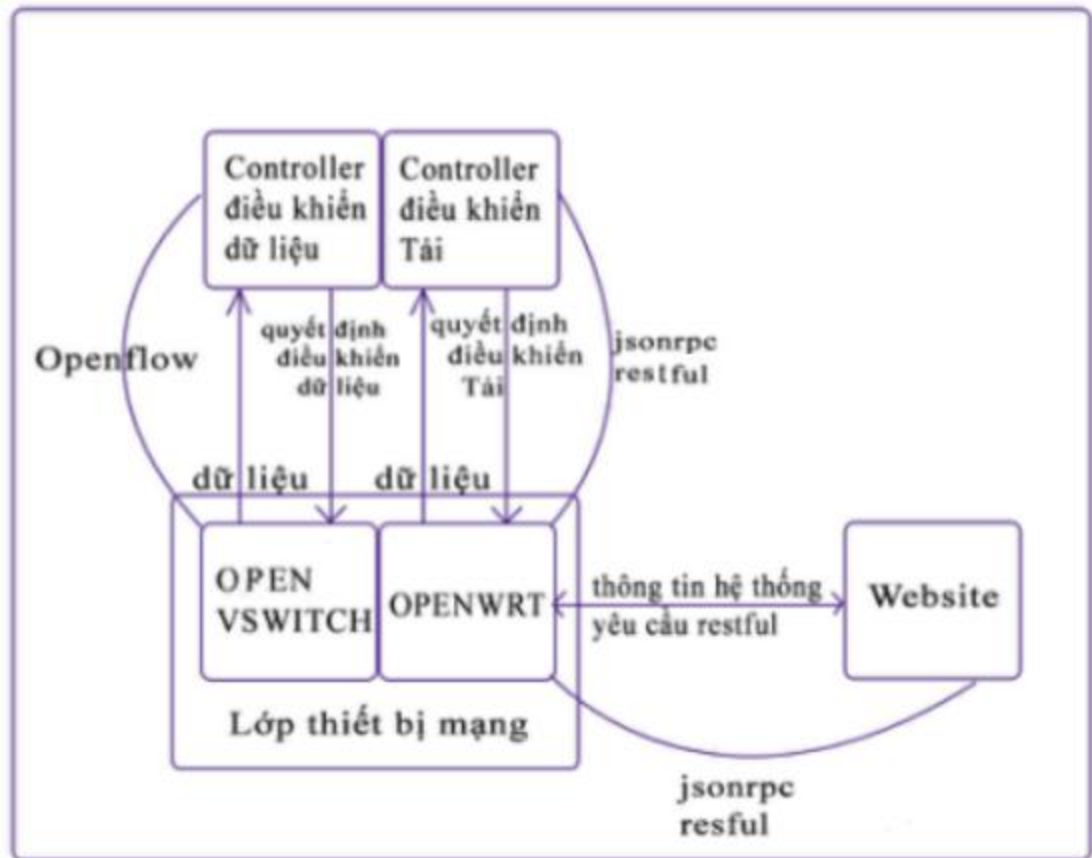 Controller
điều khiển
dữ liệu
Controller
điều khiển
Tải
Openflow
quyết định
điều khiển
dữ liệu
quyết định
điều khiển
Tải
jsonrpc
restful
dữ liệu
dữ liệu
OPEN
VSWITCH
OPENWRT
thông tin hệ thống
yêu cầu restful
Website
Lớp thiết bị mạng
jsonrpc
resful